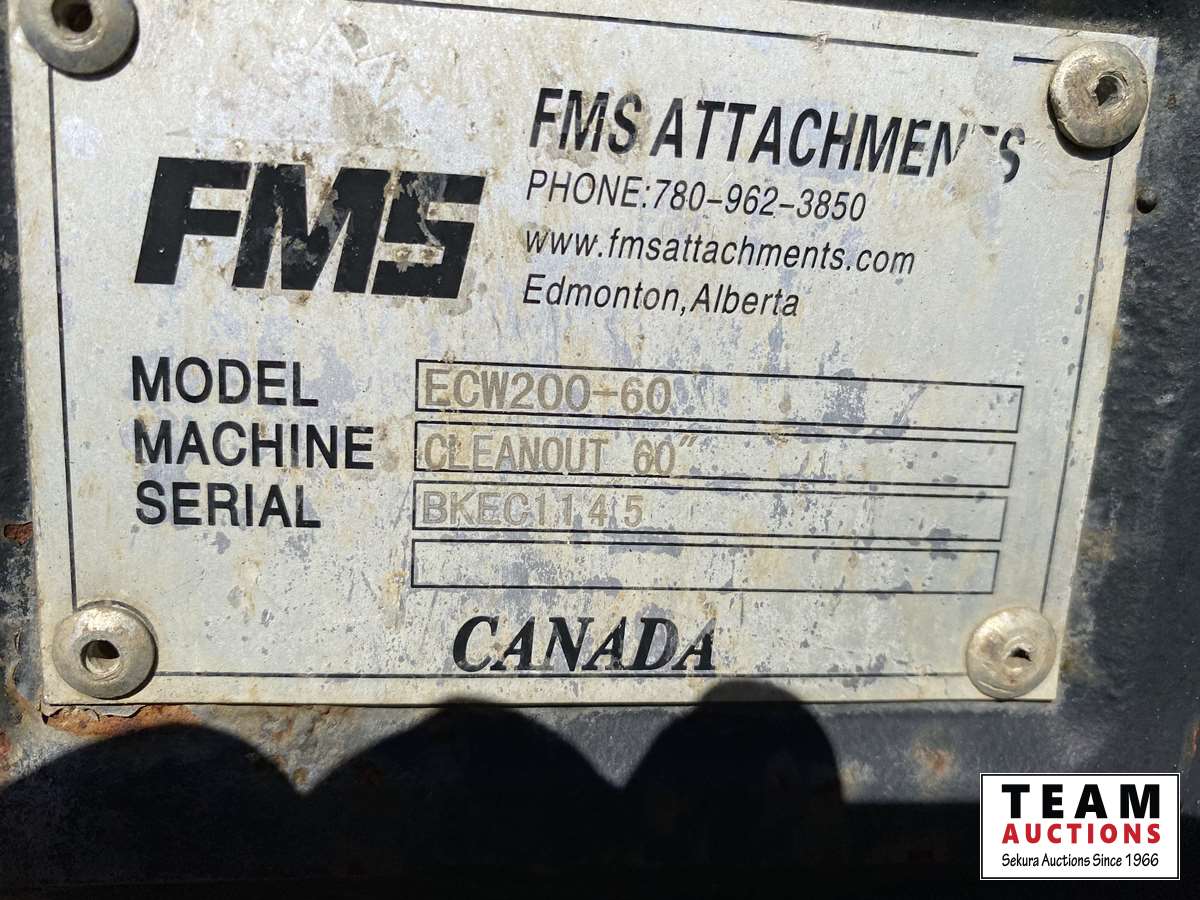 FMS
FMS ATTACHMENTS
PHONE:780-962-3850
www.fmsattachments.com
Edmonton,Alberta
MODEL ECW200-60
MACHINE CLEANOUT 60"
SERIAL BKEC1145
CANADA
TEAM
AUCTIONS
Sekura Auctions Since 1966